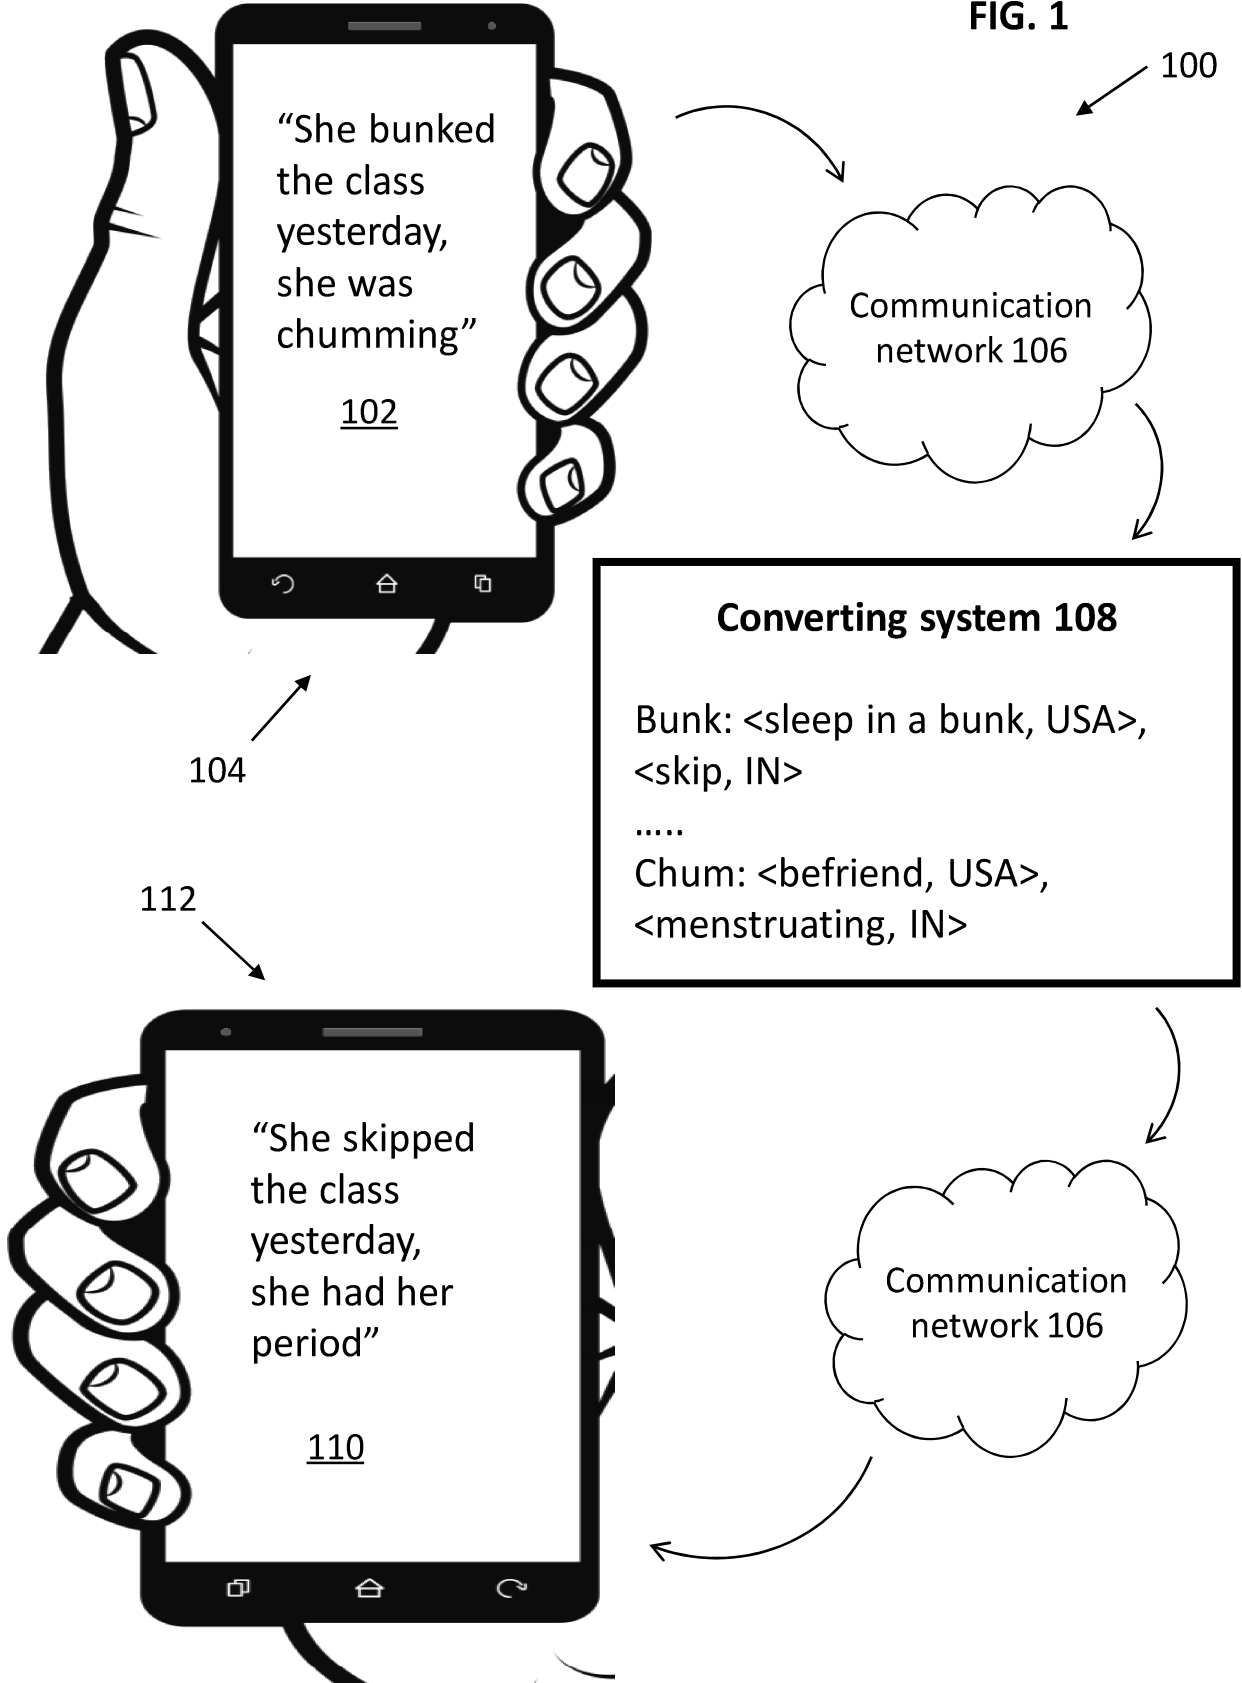 FIG. 1
100
“She bunked
the class
yesterday,
she was
chumming”
102
Communication
network 106
104
Converting system 108
Bunk: <sleep in a bunk, USA>,
<skip, IN>
…..
Chum: <befriend, USA>,
<menstruating, IN>
112
“She skipped
the class
yesterday,
she had her
period”
110
Communication
network 106